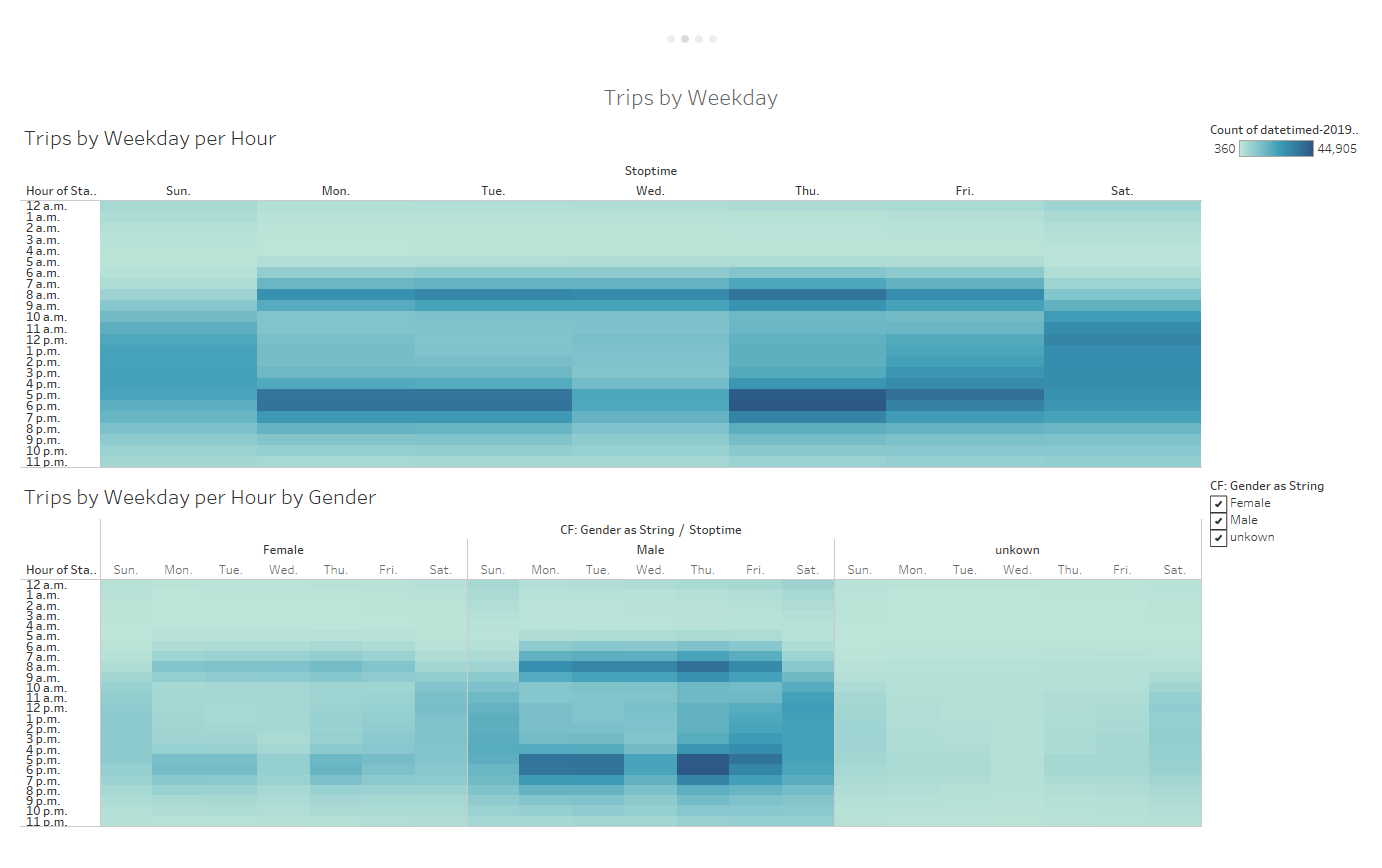 Trips by Weekday
Trips by Weekday per Hour
Count of datetimed-2019..
360 44,905
Stoptime
Hour of Sta.. Sun. Mon. Tue. Wed. Thu. Fri. Sat.
12 a.m.
1 a.m.
2 a.m.
3 a.m.
4 a.m.
5 a.m.
6 a.m.
7 a.m.
8 a.m.
9 a.m.
10 a.m.
11 a.m.
12 p.m.
1 p.m.
2 p.m.
3 p.m.
4 p.m.
5 p.m.
6 p.m.
7 p.m.
8 p.m.
9 p.m.
10 p.m.
11 p.m.
Trips by Weekday per Hour by Gender
CF: Gender as String
Female
Male
unkown
CF: Gender as String / Stoptime
Female Male unkown
Hour of Sta.. Sun. Mon. Tue. Wed. Thu. Fri. Sat. Sun. Mon. Tue. Wed. Thu. Fri. Sat. Sun. Mon. Tue. Wed. Thu. Fri. Sat.
12 a.m.
1 a.m.
2 a.m.
3 a.m.
4 a.m.
5 a.m.
6 a.m.
7 a.m.
8 a.m.
9 a.m.
10 a.m.
11 a.m.
12 p.m.
1 p.m.
2 p.m.
3 p.m.
4 p.m.
5 p.m.
6 p.m.
7 p.m.
8 p.m.
9 p.m.
10 p.m.
11 p.m.